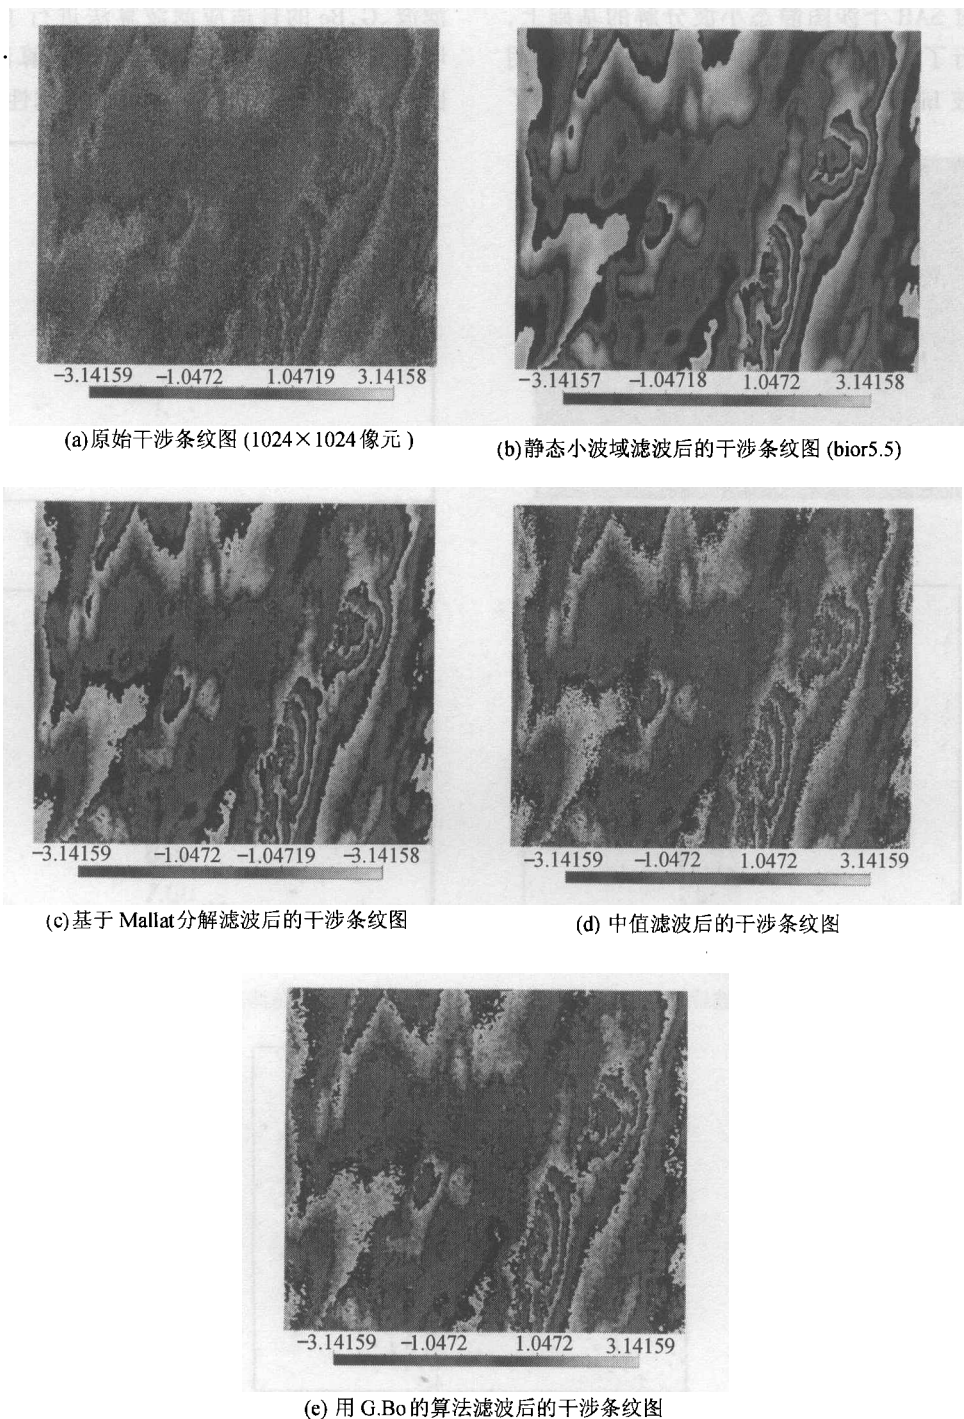 −3.14159 −1.0472 1.04719 3.14158
(a)原始干涉条纹图 (1024×1024像元)
−3.14157 −1.04718 1.0472 3.14158
(b)静态小波域滤波后的干涉条纹图 (bior5.5)
−3.14159 −1.0472 −1.04719 −3.14158
(c)基于 Mallat分解滤波后的干涉条纹图
−3.14159 −1.0472 1.0472 3.14159
(d) 中值滤波后的干涉条纹图
−3.14159 −1.0472 1.0472 3.14159
(e) 用 G.Bo的算法滤波后的干涉条纹图